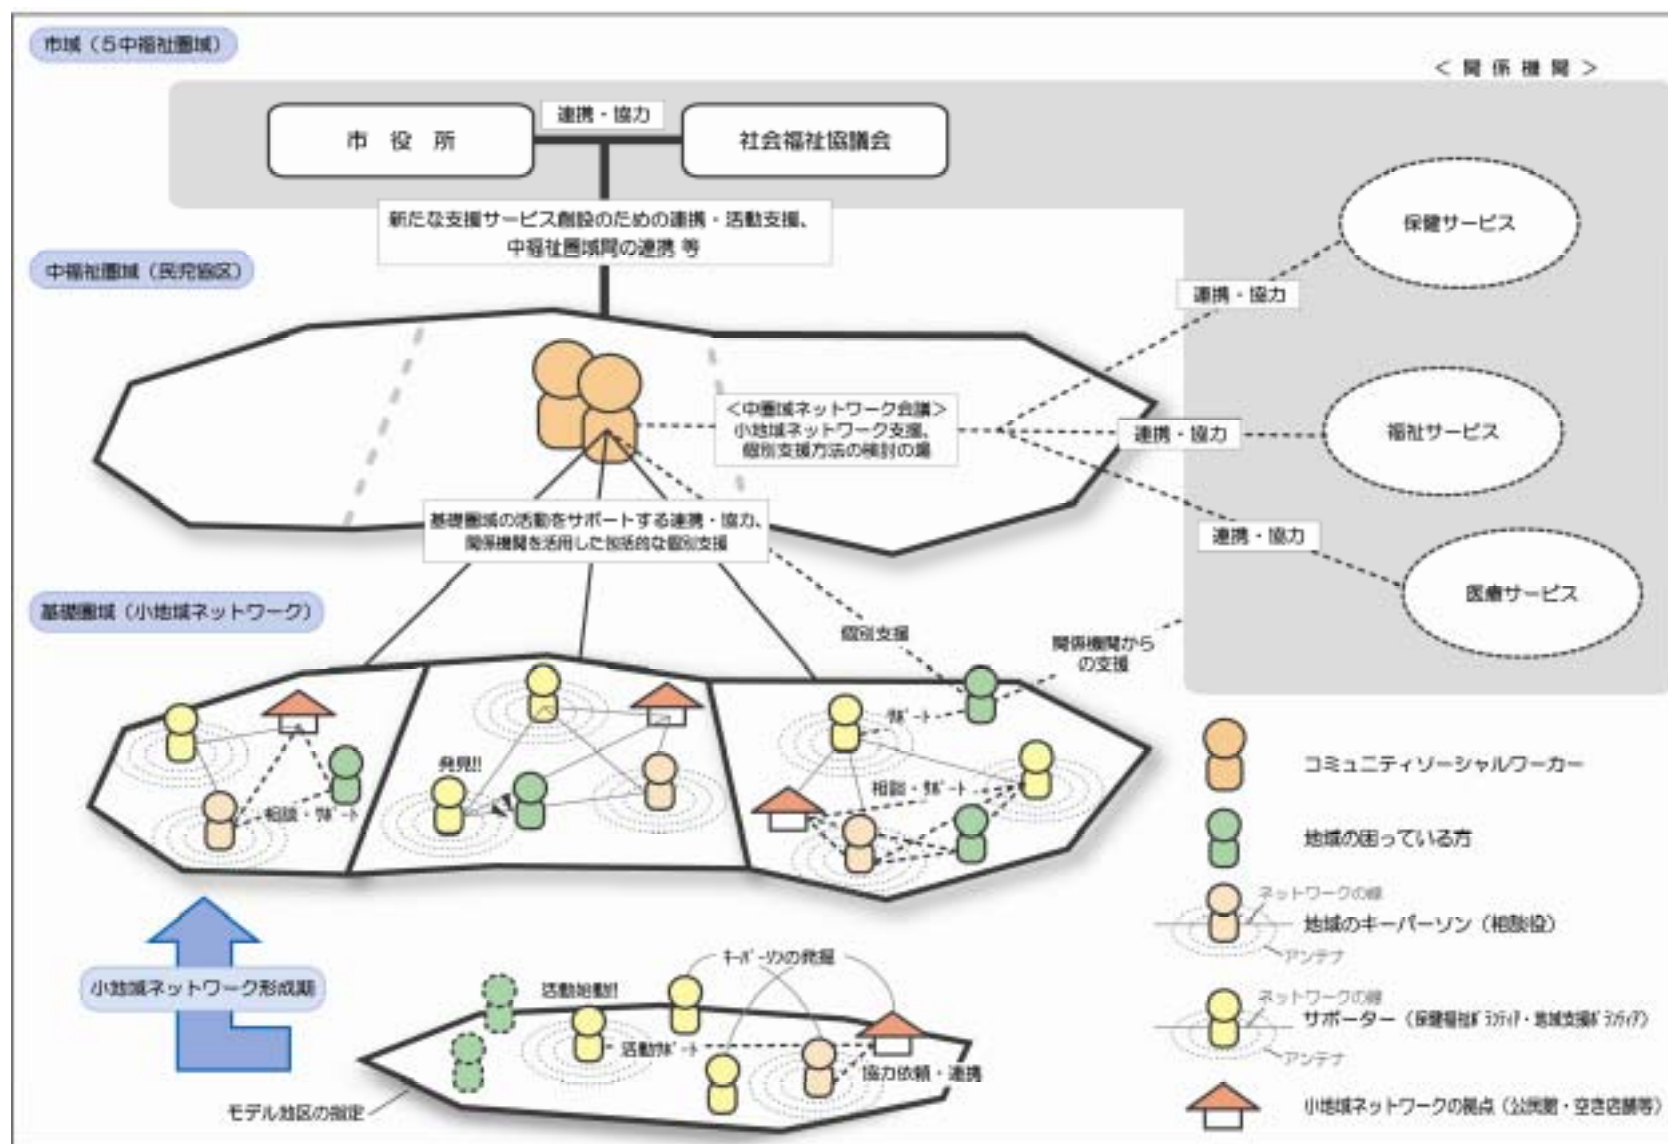 市域（5中福祉圏域）
＜ 関 係 機 関 ＞
市 役 所
連携・協力
社会福祉協議会
新たな支援サービス創設のための連携・活動支援、
中福祉圏域間の連携 等
保健サービス
中福祉圏域（民児協区）
連携・協力
＜中圏域ネットワーク会議＞
小地域ネットワーク支援、
個別支援方法の検討の場
連携・協力
福祉サービス
基礎圏域の活動をサポートする連携・協力、
関係機関を活用した包括的な個別支援
連携・協力
医療サービス
基礎圏域（小地域ネットワーク）
個別支援
関係機関から
の支援
ｻﾎﾟｰﾄ
発見!!
相談・ｻﾎﾟｰﾄ
相談・ｻﾎﾟｰﾄ
コミュニティソーシャルワーカー
地域の困っている方
ネットワークの線
地域のキーパーソン（相談役）
アンテナ
小地域ネットワーク形成期
ｷｰﾊﾟｰｿﾝの発掘
活動始動!!
活動ｻﾎﾟｰﾄ
協力依頼・連携
モデル地区の指定
ネットワークの線
サポーター（保健福祉ﾎﾞﾗﾝﾃｨｱ・地域支援ﾎﾞﾗﾝﾃｨｱ）
アンテナ
小地域ネットワークの拠点（公民館・空き店舗等）